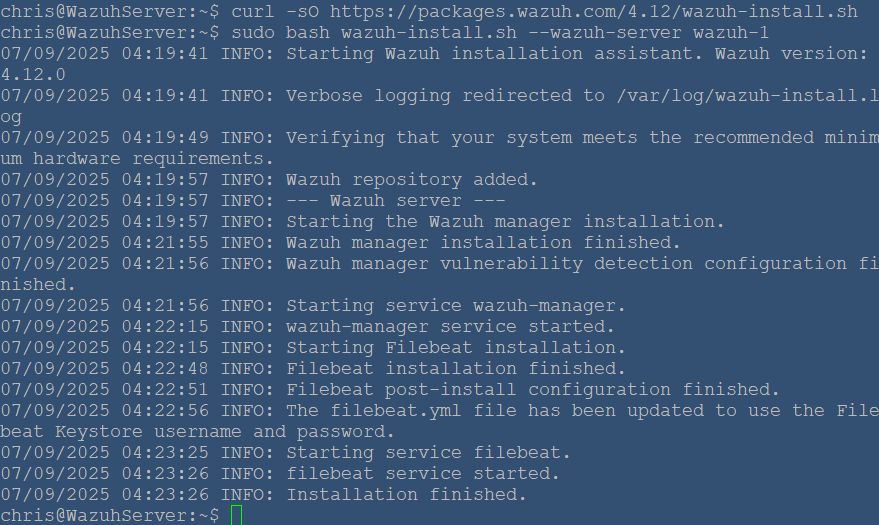 chris@WazuhServer:~$ curl -sO https://packages.wazuh.com/4.12/wazuh-install.sh
chris@WazuhServer:~$ sudo bash wazuh-install.sh --wazuh-server wazuh-1
07/09/2025 04:19:41 INFO: Starting Wazuh installation assistant. Wazuh version:
4.12.0
07/09/2025 04:19:41 INFO: Verbose logging redirected to /var/log/wazuh-install.l
og
07/09/2025 04:19:49 INFO: Verifying that your system meets the recommended minim
um hardware requirements.
07/09/2025 04:19:57 INFO: Wazuh repository added.
07/09/2025 04:19:57 INFO: --- Wazuh server ---
07/09/2025 04:19:57 INFO: Starting the Wazuh manager installation.
07/09/2025 04:21:55 INFO: Wazuh manager installation finished.
07/09/2025 04:21:56 INFO: Wazuh manager vulnerability detection configuration fi
nished.
07/09/2025 04:21:56 INFO: Starting service wazuh-manager.
07/09/2025 04:22:15 INFO: wazuh-manager service started.
07/09/2025 04:22:15 INFO: Starting Filebeat installation.
07/09/2025 04:22:48 INFO: Filebeat installation finished.
07/09/2025 04:22:51 INFO: Filebeat post-install configuration finished.
07/09/2025 04:22:56 INFO: The filebeat.yml file has been updated to use the File
beat Keystore username and password.
07/09/2025 04:23:25 INFO: Starting service filebeat.
07/09/2025 04:23:26 INFO: filebeat service started.
07/09/2025 04:23:26 INFO: Installation finished.
chris@WazuhServer:~$